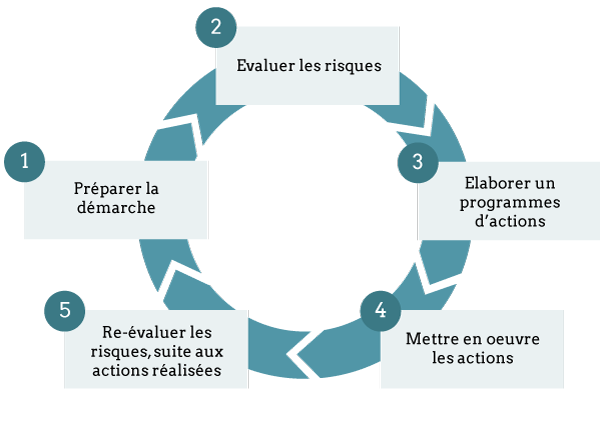 1
Préparer la
démarche
2
Evaluer les risques
3
Elaborer un
programmes
d’actions
4
Mettre en oeuvre
les actions
5
Re-évaluer les
risques, suite aux
actions réalisées